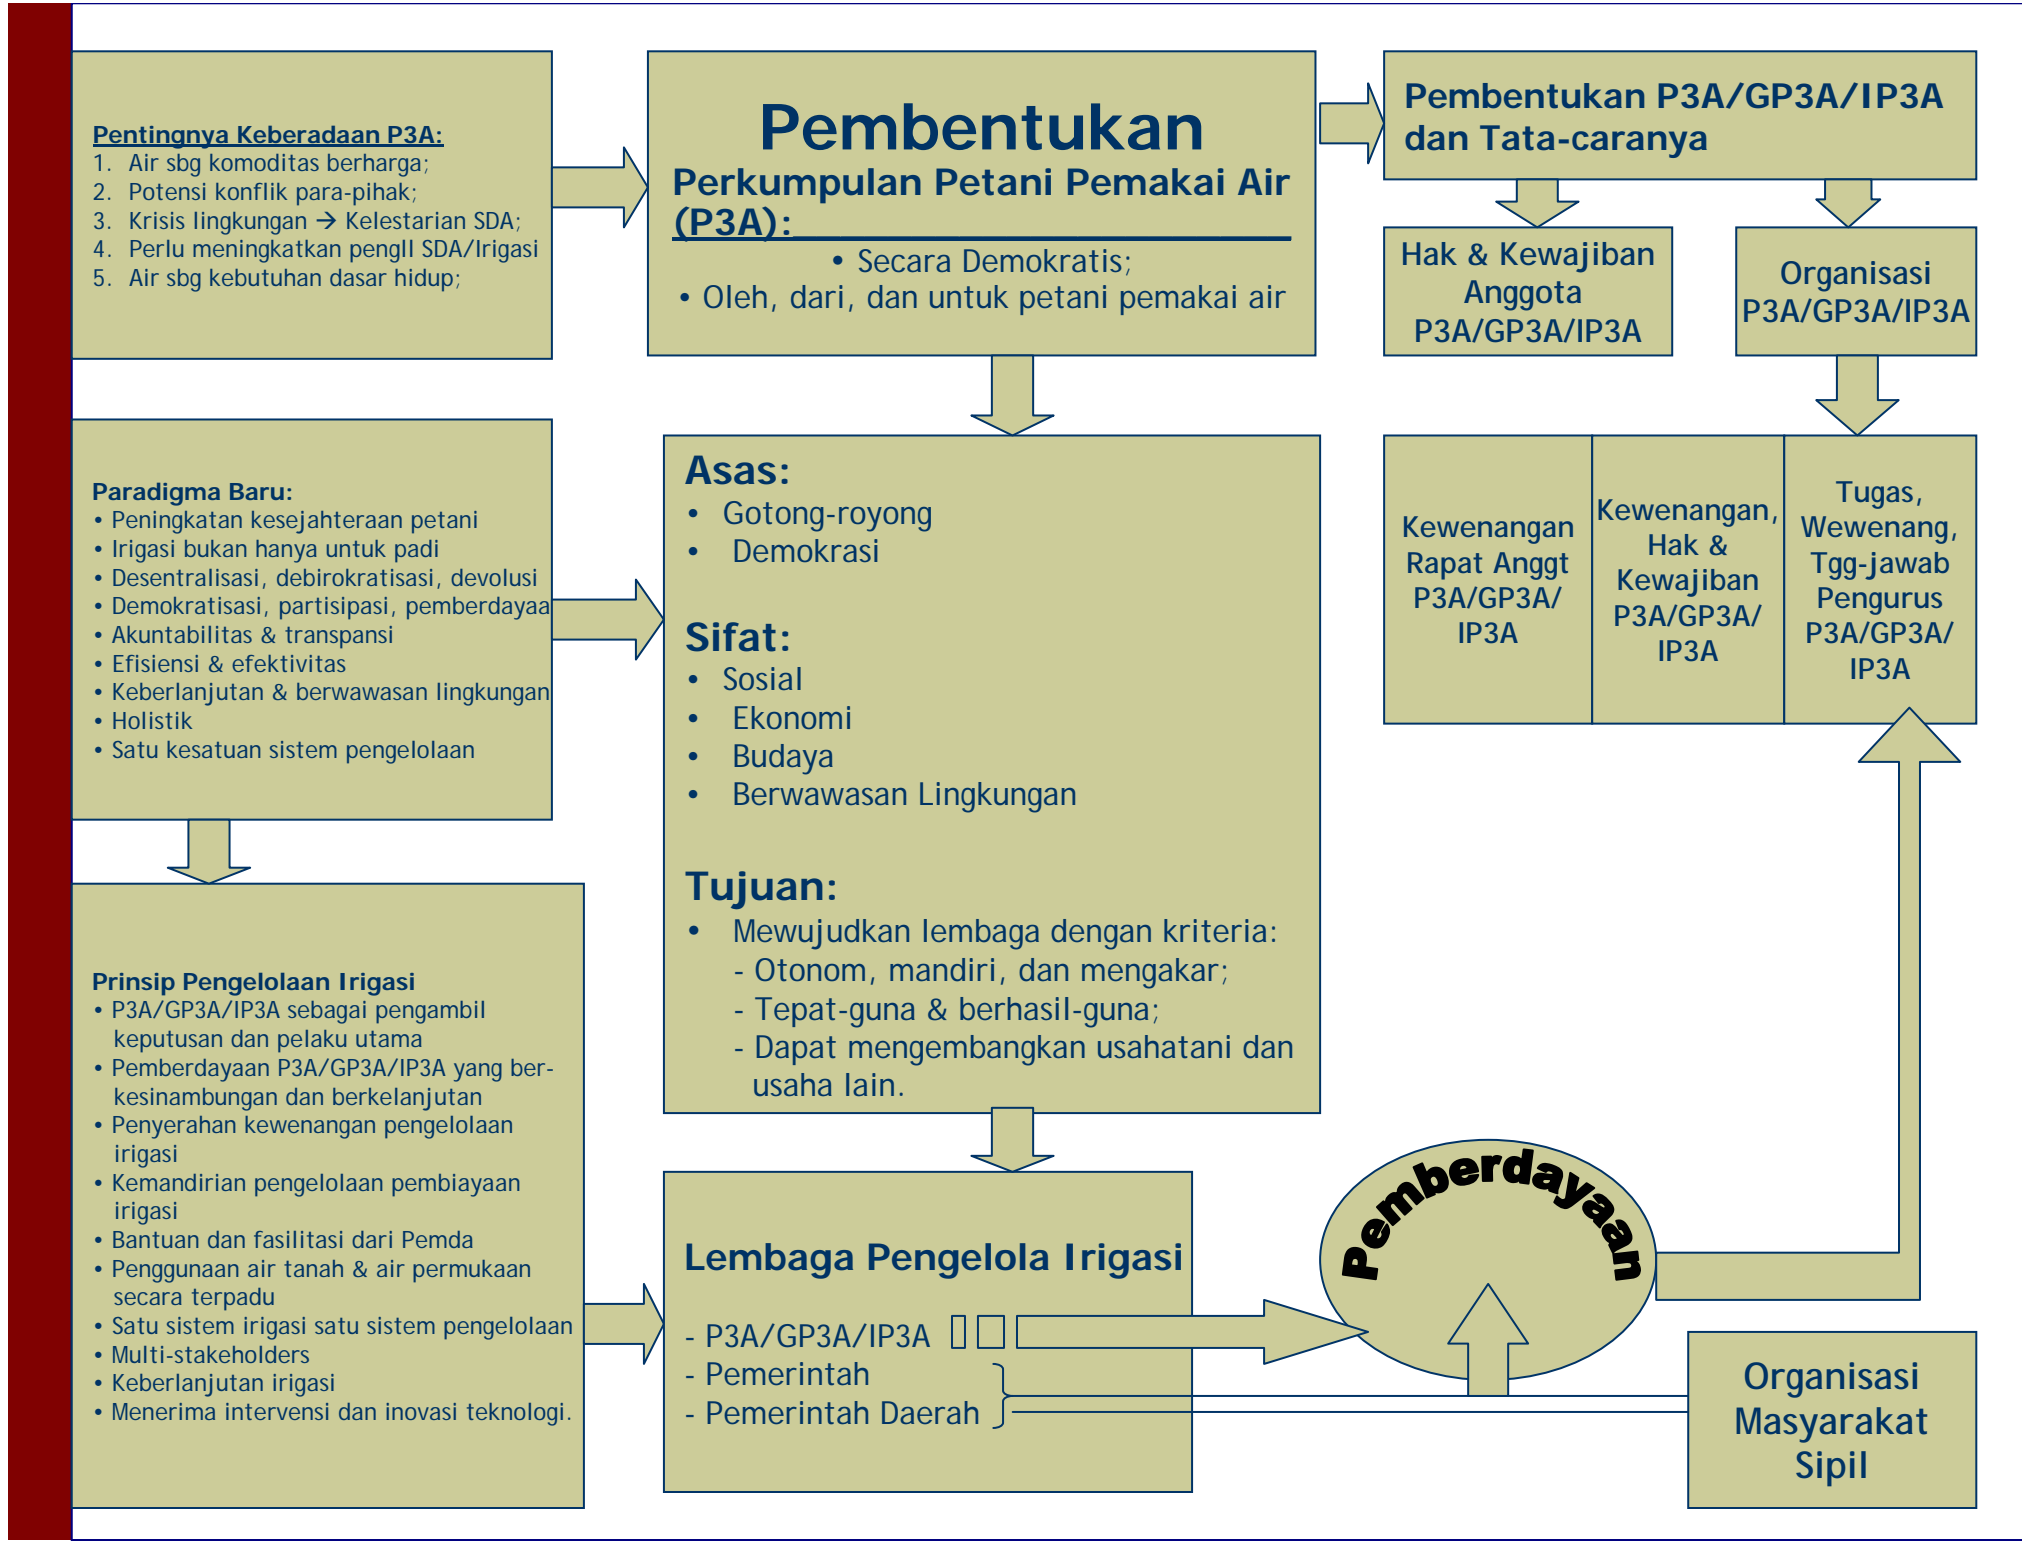 Pentingnya Keberadaan P3A:
1. Air sbg komoditas berharga;
2. Potensi konflik para-pihak;
3. Krisis lingkungan → Kelestarian SDA;
4. Perlu meningkatkan pengll SDA/Irigasi
5. Air sbg kebutuhan dasar hidup;
Pembentukan
Perkumpulan Petani Pemakai Air
(P3A):
• Secara Demokratis;
• Oleh, dari, dan untuk petani pemakai air
Pembentukan P3A/GP3A/IP3A
dan Tata-caranya
Hak & Kewajiban
Anggota
P3A/GP3A/IP3A
Organisasi
P3A/GP3A/IP3A
Paradigma Baru:
• Peningkatan kesejahteraan petani
• Irigasi bukan hanya untuk padi
• Desentralisasi, debirokratisasi, devolusi
• Demokratisasi, partisipasi, pemberdayaa
• Akuntabilitas & transpansi
• Efisiensi & efektivitas
• Keberlanjutan & berwawasan lingkungan
• Holistik
• Satu kesatuan sistem pengelolaan
Asas:
• Gotong-royong
• Demokrasi
Sifat:
• Sosial
• Ekonomi
• Budaya
• Berwawasan Lingkungan
Tujuan:
• Mewujudkan lembaga dengan kriteria:
- Otonom, mandiri, dan mengakar;
- Tepat-guna & berhasil-guna;
- Dapat mengembangkan usahatani dan
usaha lain.
Kewenangan
Rapat Anggt
P3A/GP3A/
IP3A
Kewenangan,
Hak &
Kewajiban
P3A/GP3A/
IP3A
Tugas,
Wewenang,
Tgg-jawab
Pengurus
P3A/GP3A/
IP3A
Prinsip Pengelolaan Irigasi
• P3A/GP3A/IP3A sebagai pengambil
keputusan dan pelaku utama
• Pemberdayaan P3A/GP3A/IP3A yang ber-
kesinambungan dan berkelanjutan
• Penyerahan kewenangan pengelolaan
irigasi
• Kemandirian pengelolaan pembiayaan
irigasi
• Bantuan dan fasilitasi dari Pemda
• Penggunaan air tanah & air permukaan
secara terpadu
• Satu sistem irigasi satu sistem pengelolaan
• Multi-stakeholders
• Keberlanjutan irigasi
• Menerima intervensi dan inovasi teknologi.
Lembaga Pengelola Irigasi
- P3A/GP3A/IP3A
- Pemerintah
- Pemerintah Daerah
Pemberdayaan
Organisasi
Masyarakat
Sipil